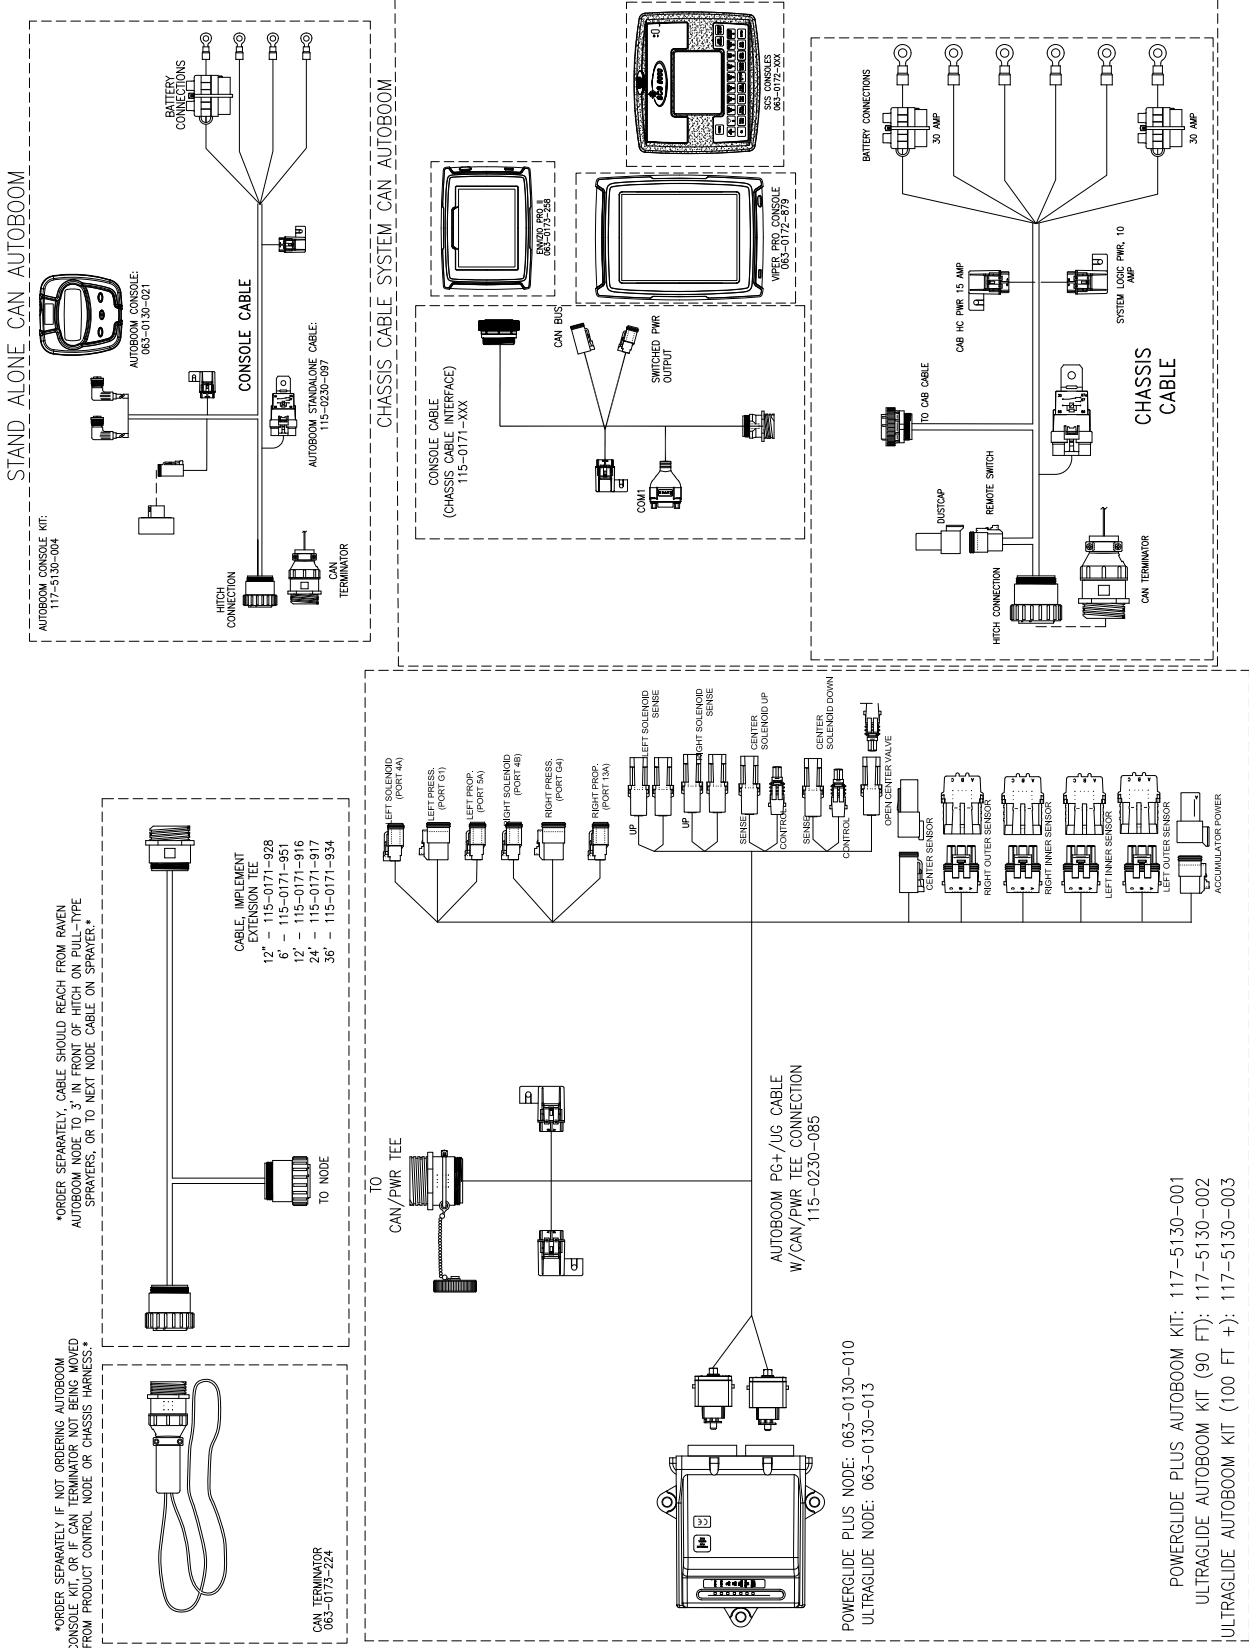 STAND ALONE CAN AUTOBOOM
AUTOBOOM CONSOLE KIT:
117-5130-004
AUTOBOOM CONSOLE:
063-0130-021
BATTERY
CONNECTIONS
CONSOLE CABLE
AUTOBOOM STANDALONE CABLE:
115-0230-097
HITCH
CONNECTION
CAN
TERMINATOR
CHASSIS CABLE SYSTEM CAN AUTOBOOM
ENVIZIO PRO II
063-0173-258
VIPER PRO CONSOLE
063-0172-879
SCS CONSOLES
063-0172-XXX
CONSOLE CABLE
(CHASSIS CABLE INTERFACE)
115-0171-XXX
CAN BUS
SWITCHED PWR
OUTPUT
COM1
BATTERY CONNECTIONS
30 AMP
30 AMP
CAB HC PWR 15 AMP
SYSTEM LOGIC PWR, 10
AMP
TO CAB CABLE
CHASSIS
CABLE
DUSTCAP
REMOTE SWITCH
HITCH CONNECTION
CAN TERMINATOR
*ORDER SEPARATELY, CABLE SHOULD REACH FROM RAVEN
AUTOBOOM NODE TO 3' IN FRONT OF HITCH ON PULL-TYPE
SPRAYERS, OR TO NEXT NODE CABLE ON SPRAYER.*
CABLE, IMPLEMENT
EXTENSION TEE
12" - 115-0171-928
6' - 115-0171-951
12' - 115-0171-916
24' - 115-0171-917
36' - 115-0171-934
TO NODE
*ORDER SEPARATELY IF NOT ORDERING AUTOBOOM
CONSOLE KIT, OR IF CAN TERMINATOR NOT BEING MOVED
FROM PRODUCT CONTROL NODE OR CHASSIS HARNESS.*
CAN TERMINATOR
063-0173-224
TO
CAN/PWR TEE
LEFT SOLENOID
(PORT 4A)
LEFT PRESS.
(PORT G1)
LEFT PROP.
(PORT 5A)
RIGHT SOLENOID
(PORT 4B)
RIGHT PRESS.
(PORT G4)
RIGHT PROP.
(PORT 13A)
UP
LEFT SOLENOID
SENSE
UP
RIGHT SOLENOID
SENSE
SENSE
CENTER
SOLENOID UP
CONTROL
SENSE
CENTER
SOLENOID DOWN
CONTROL
OPEN CENTER VALVE
CENTER SENSOR
RIGHT OUTER SENSOR
RIGHT INNER SENSOR
LEFT INNER SENSOR
LEFT OUTER SENSOR
ACCUMULATOR POWER
AUTOBOOM PG+/UG CABLE
W/CAN/PWR TEE CONNECTION
115-0230-085
POWERGLIDE PLUS NODE: 063-0130-010
ULTRAGLIDE NODE: 063-0130-013
POWERGLIDE PLUS AUTOBOOM KIT: 117-5130-001
ULTRAGLIDE AUTOBOOM KIT (90 FT): 117-5130-002
ULTRAGLIDE AUTOBOOM KIT (100 FT +): 117-5130-003